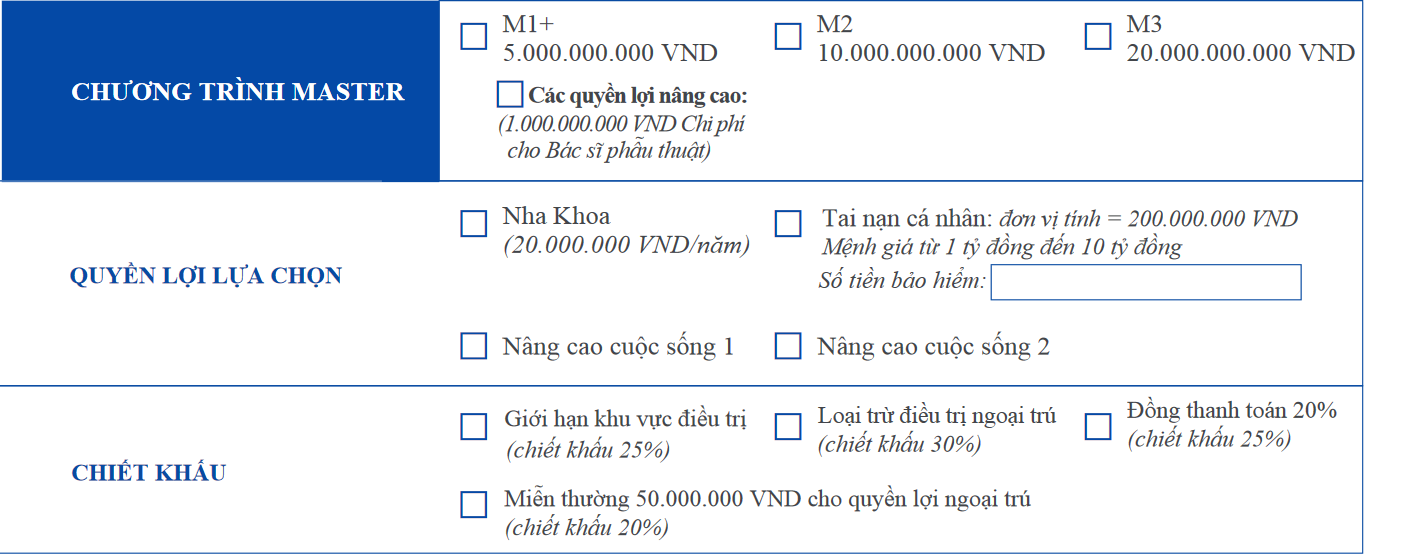 CHƯƠNG TRÌNH MASTER
M1+
5.000.000.000 VND
Các quyền lợi nâng cao:
(1.000.000.000 VND Chi phí
cho Bác sĩ phẫu thuật)
M2
10.000.000.000 VND
M3
20.000.000.000 VND
QUYỀN LỢI LỰA CHỌN
Nha Khoa
(20.000.000 VND/năm)
Tai nạn cá nhân: đơn vị tính = 200.000.000 VND
Mệnh giá từ 1 tỷ đồng đến 10 tỷ đồng
Số tiền bảo hiểm:
Nâng cao cuộc sống 1
Nâng cao cuộc sống 2
CHIẾT KHẤU
Giới hạn khu vực điều trị
(chiết khấu 25%)
Loại trừ điều trị ngoại trú
(chiết khấu 30%)
Đồng thanh toán 20%
(chiết khấu 25%)
Miễn thường 50.000.000 VND cho quyền lợi ngoại trú
(chiết khấu 20%)